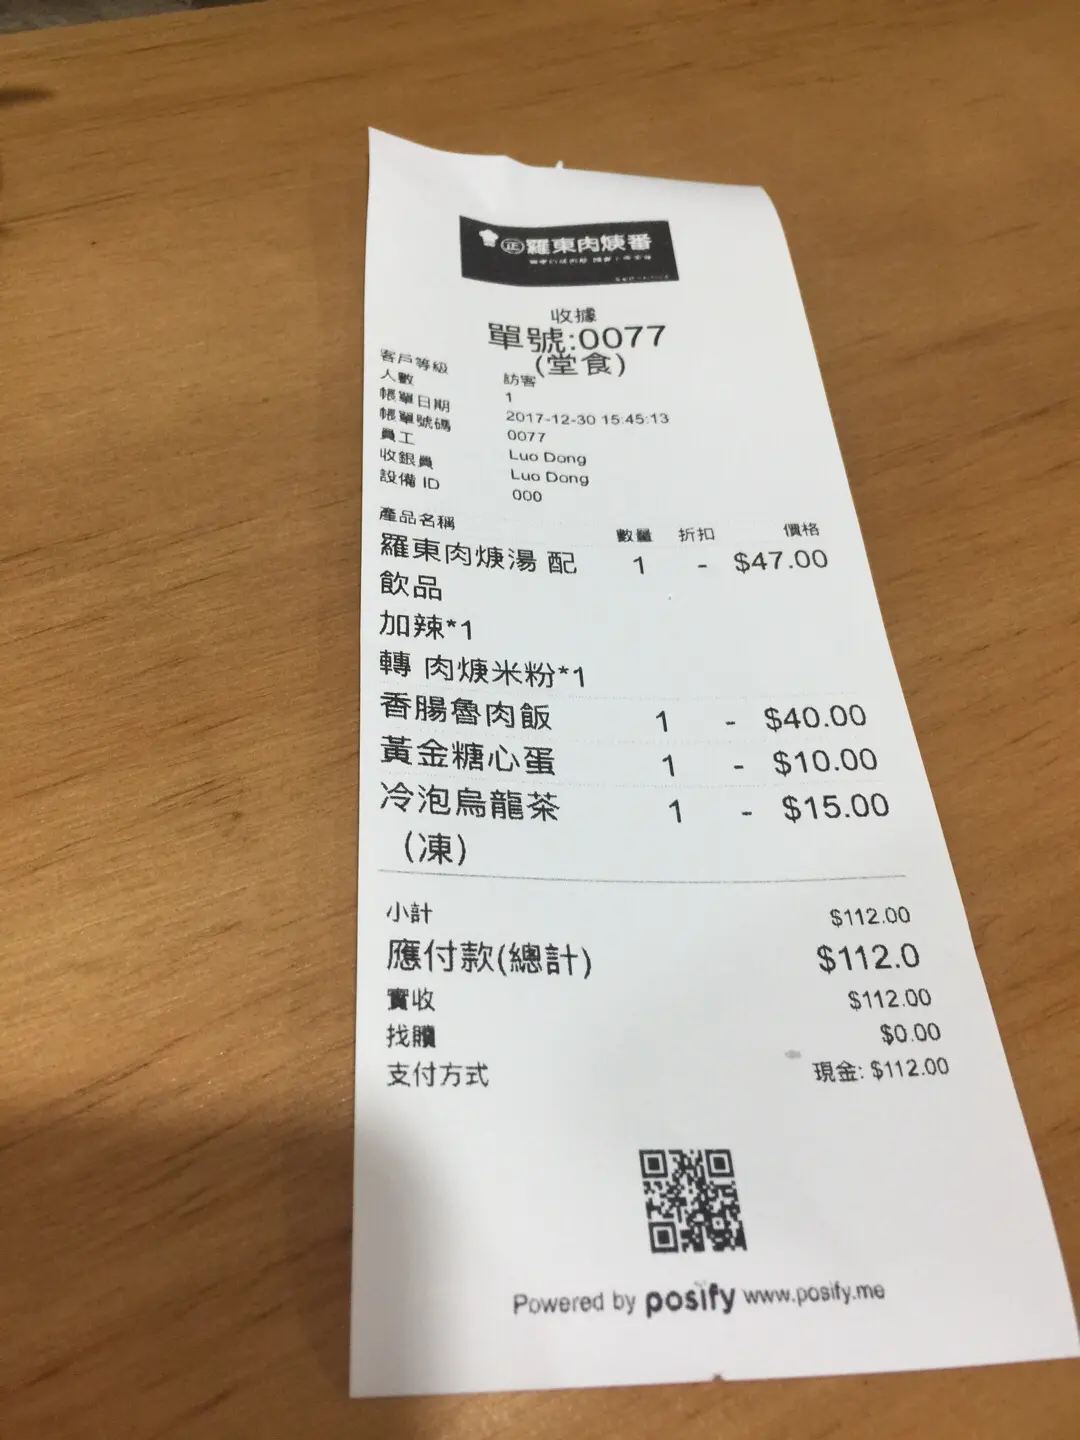 正羅東肉焿番
收據
單號:0077
(堂食)
客戶等級 訪客
人數 1
帳單日期 2017-12-30 15:45:13
帳單號碼 0077
員工 Luo Dong
收銀員 Luo Dong
設備 ID 000
產品名稱 數量 折扣 價格
羅東肉焿湯 配 1 - $47.00
飲品
加辣*1
轉 肉焿米粉*1
香腸魯肉飯 1 - $40.00
黃金糖心蛋 1 - $10.00
冷泡烏龍茶 1 - $15.00
(凍)
小計 $112.00
應付款(總計) $112.0
實收 $112.00
找贖 $0.00
支付方式 現金: $112.00
Powered by posify www.posify.me